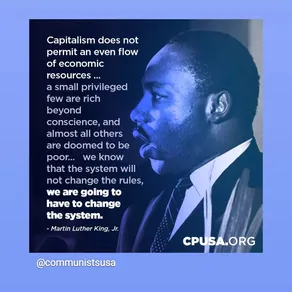 Capitalism does not
permit an even flow
of economic
resources ...
a small privileged
few are rich
beyond
conscience, and
almost all others
are doomed to be
poor... we know
that the system will
not change the rules,
we are going to
have to change
the system.
- Martin Luther King, Jr.
CPUSA.ORG
@communistsusa